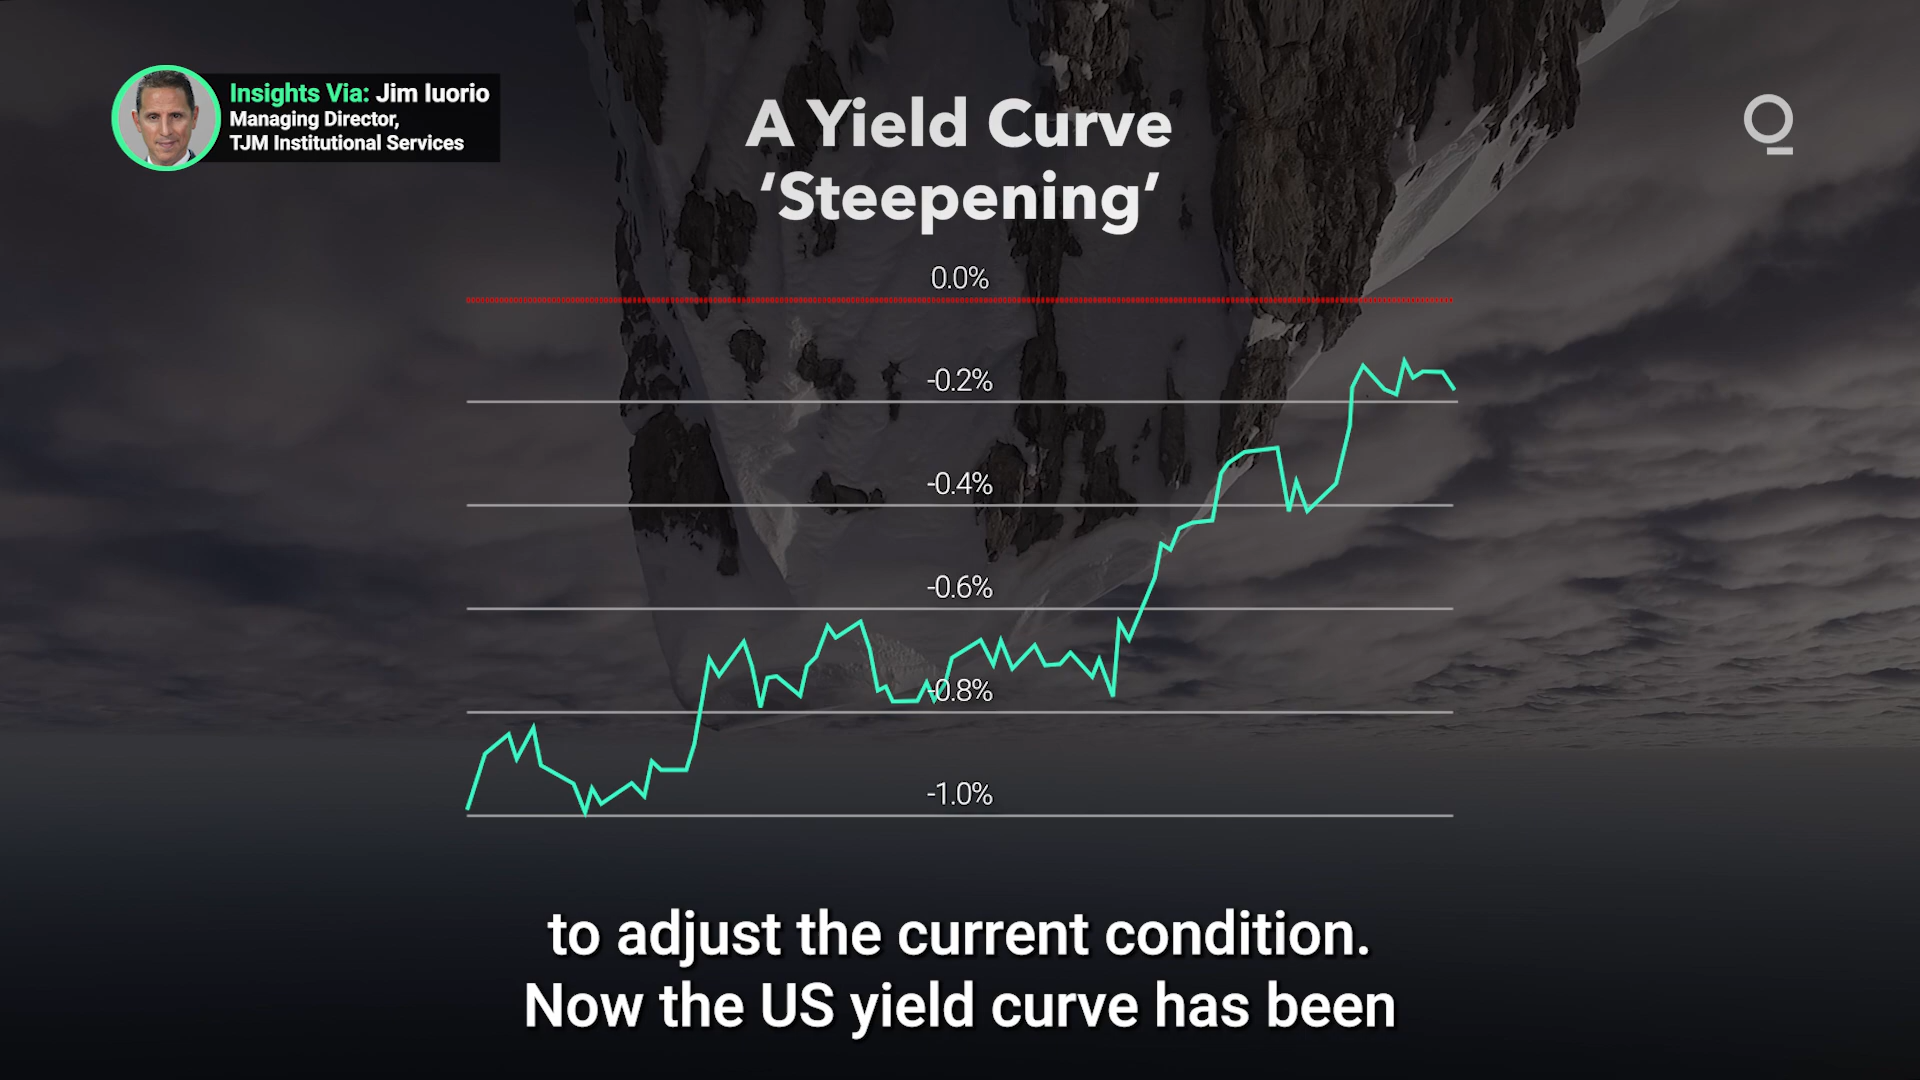 Insights Via: Jim Iuorio
Managing Director,
TJM Institutional Services
A Yield Curve
‘Steepening’
0.0%
-0.2%
-0.4%
-0.6%
-0.8%
-1.0%
to adjust the current condition.
Now the US yield curve has been